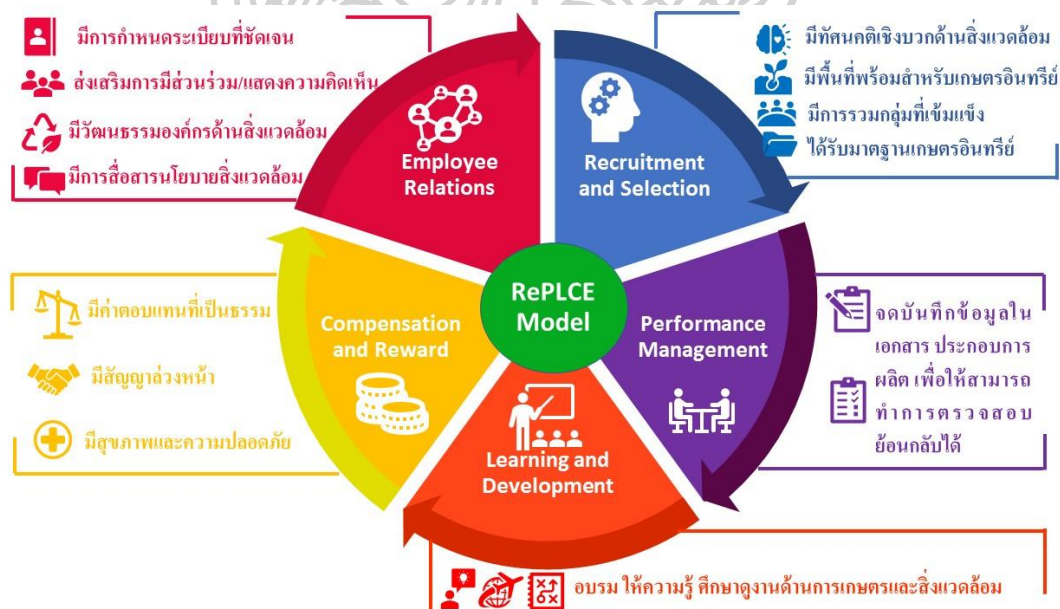 มีการกำหนดระเบียบที่ชัดเจน
ส่งเสริมการมีส่วนร่วม/แสดงความคิดเห็น
มีวัฒนธรรมองค์กรด้านสิ่งแวดล้อม
มีการสื่อสารนโยบายสิ่งแวดล้อม
Employee
Relations
Recruitment
and Selection
มีทัศนคติเชิงบวกด้านสิ่งแวดล้อม
มีพื้นที่พร้อมสำหรับเกษตรอินทรีย์
มีการรวมกลุ่มที่เข้มแข็ง
ได้รับมาตฐานเกษตรอินทรีย์
RePLCE
Model
มีค่าตอบแทนที่เป็นธรรม
มีสัญญาล่วงหน้า
มีสุขภาพและความปลอดภัย
Compensation
and Reward
Performance
Management
จดบันทึกข้อมูลใน
เอกสาร ประกอบการ
ผลิต เพื่อให้สามารถ
ทำการตรวจสอบ
ย้อนกลับได้
Learning and
Development
อบรม ให้ความรู้ ศึกษาดูงานด้านการเกษตรและสิ่งแวดล้อม